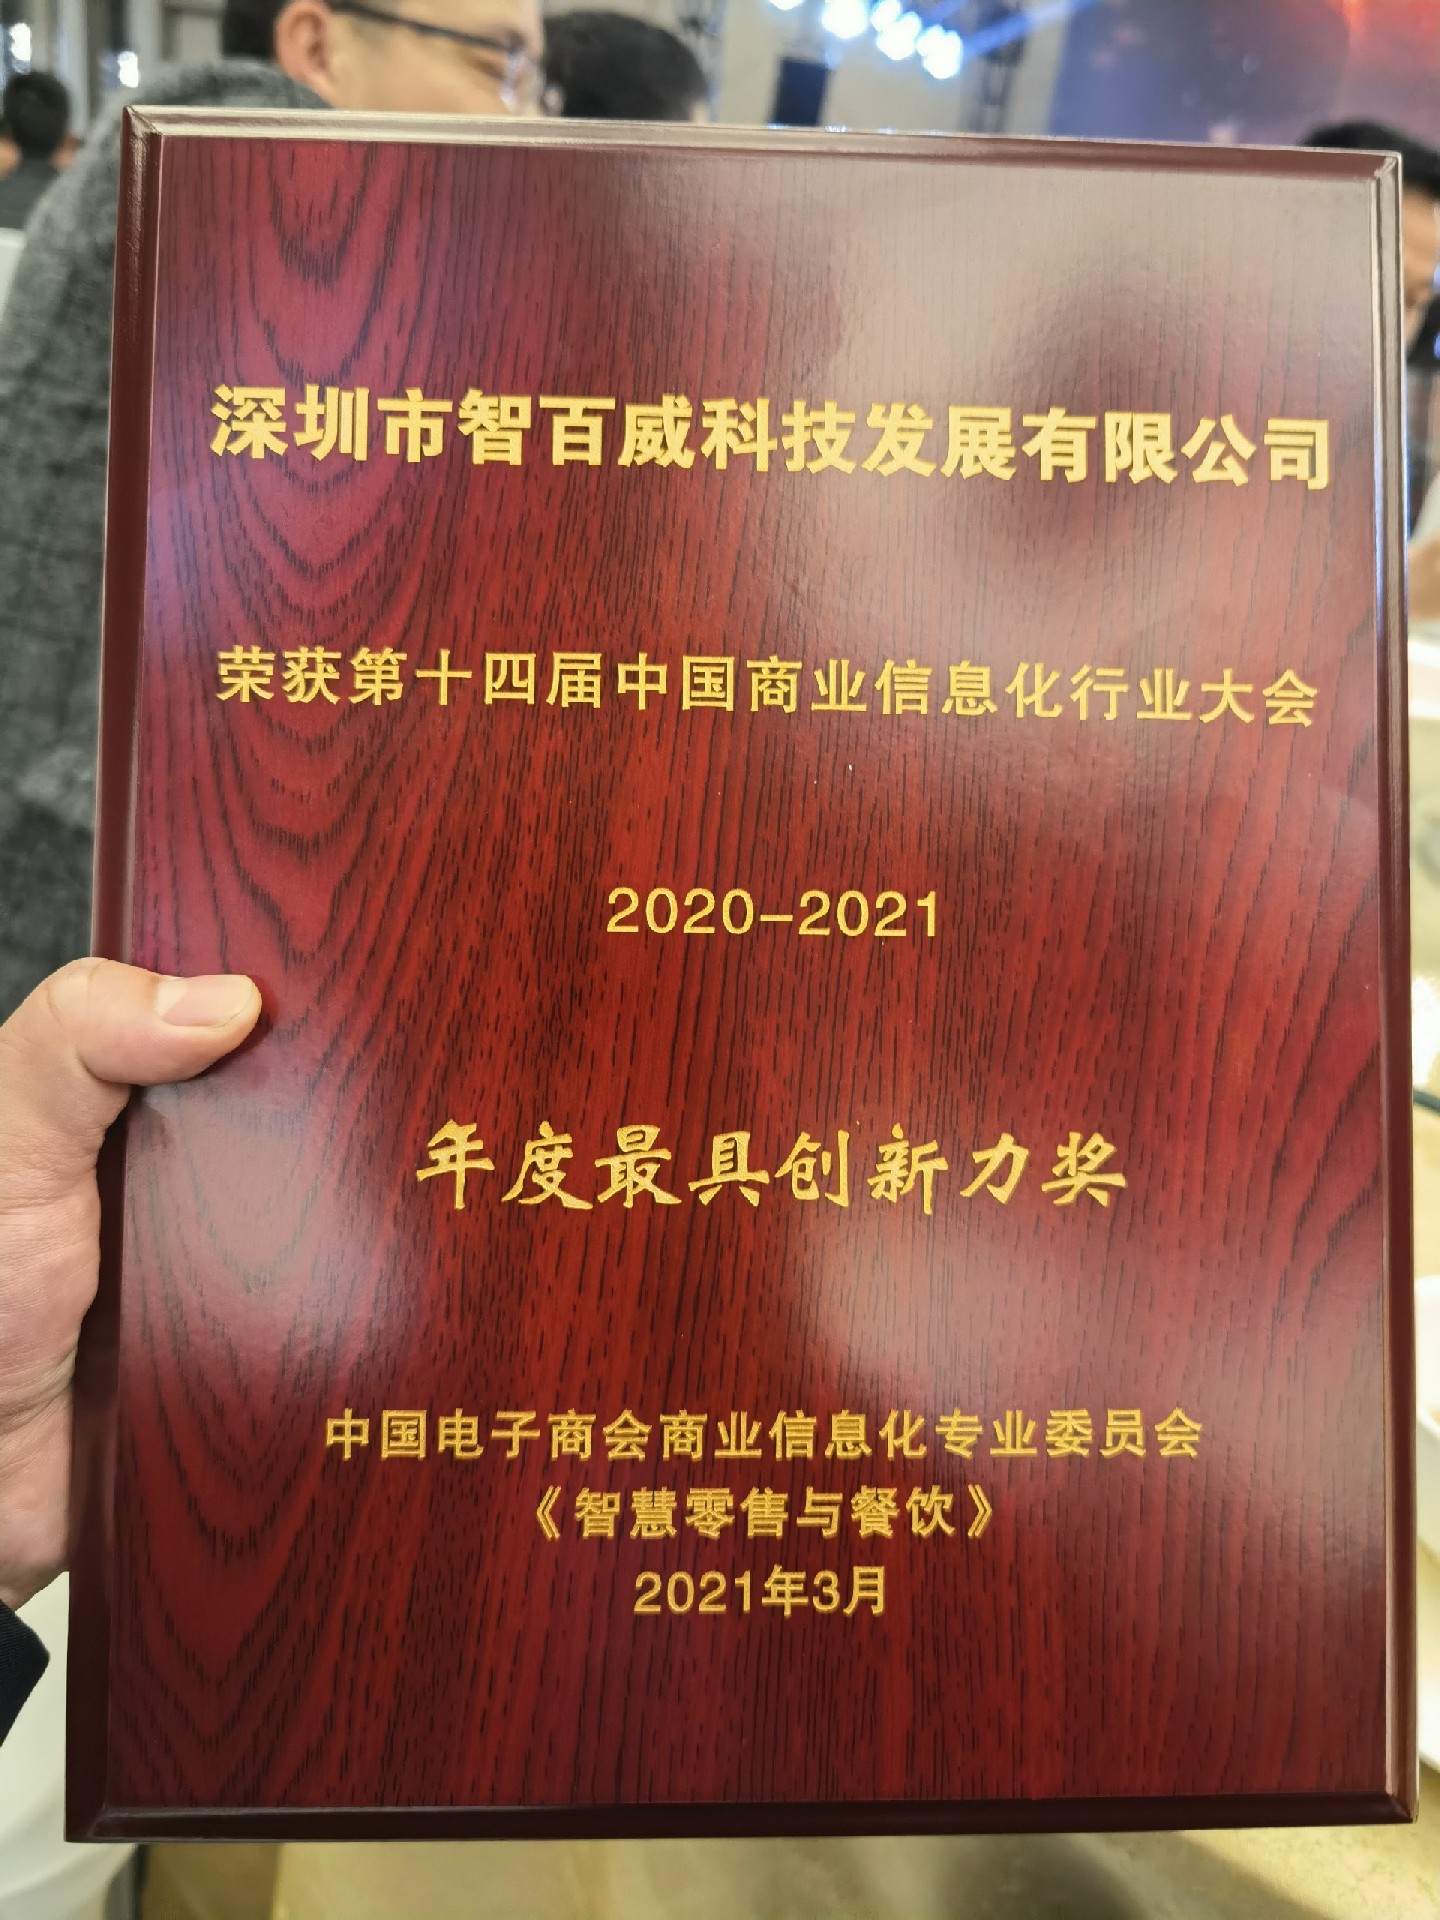 深圳市智百威科技发展有限公司
荣获第十四届中国商业信息化行业大会
2020-2021
年度最具创新力奖
中国电子商会商业信息化专业委员会
《智慧零售与餐饮》
2021年3月